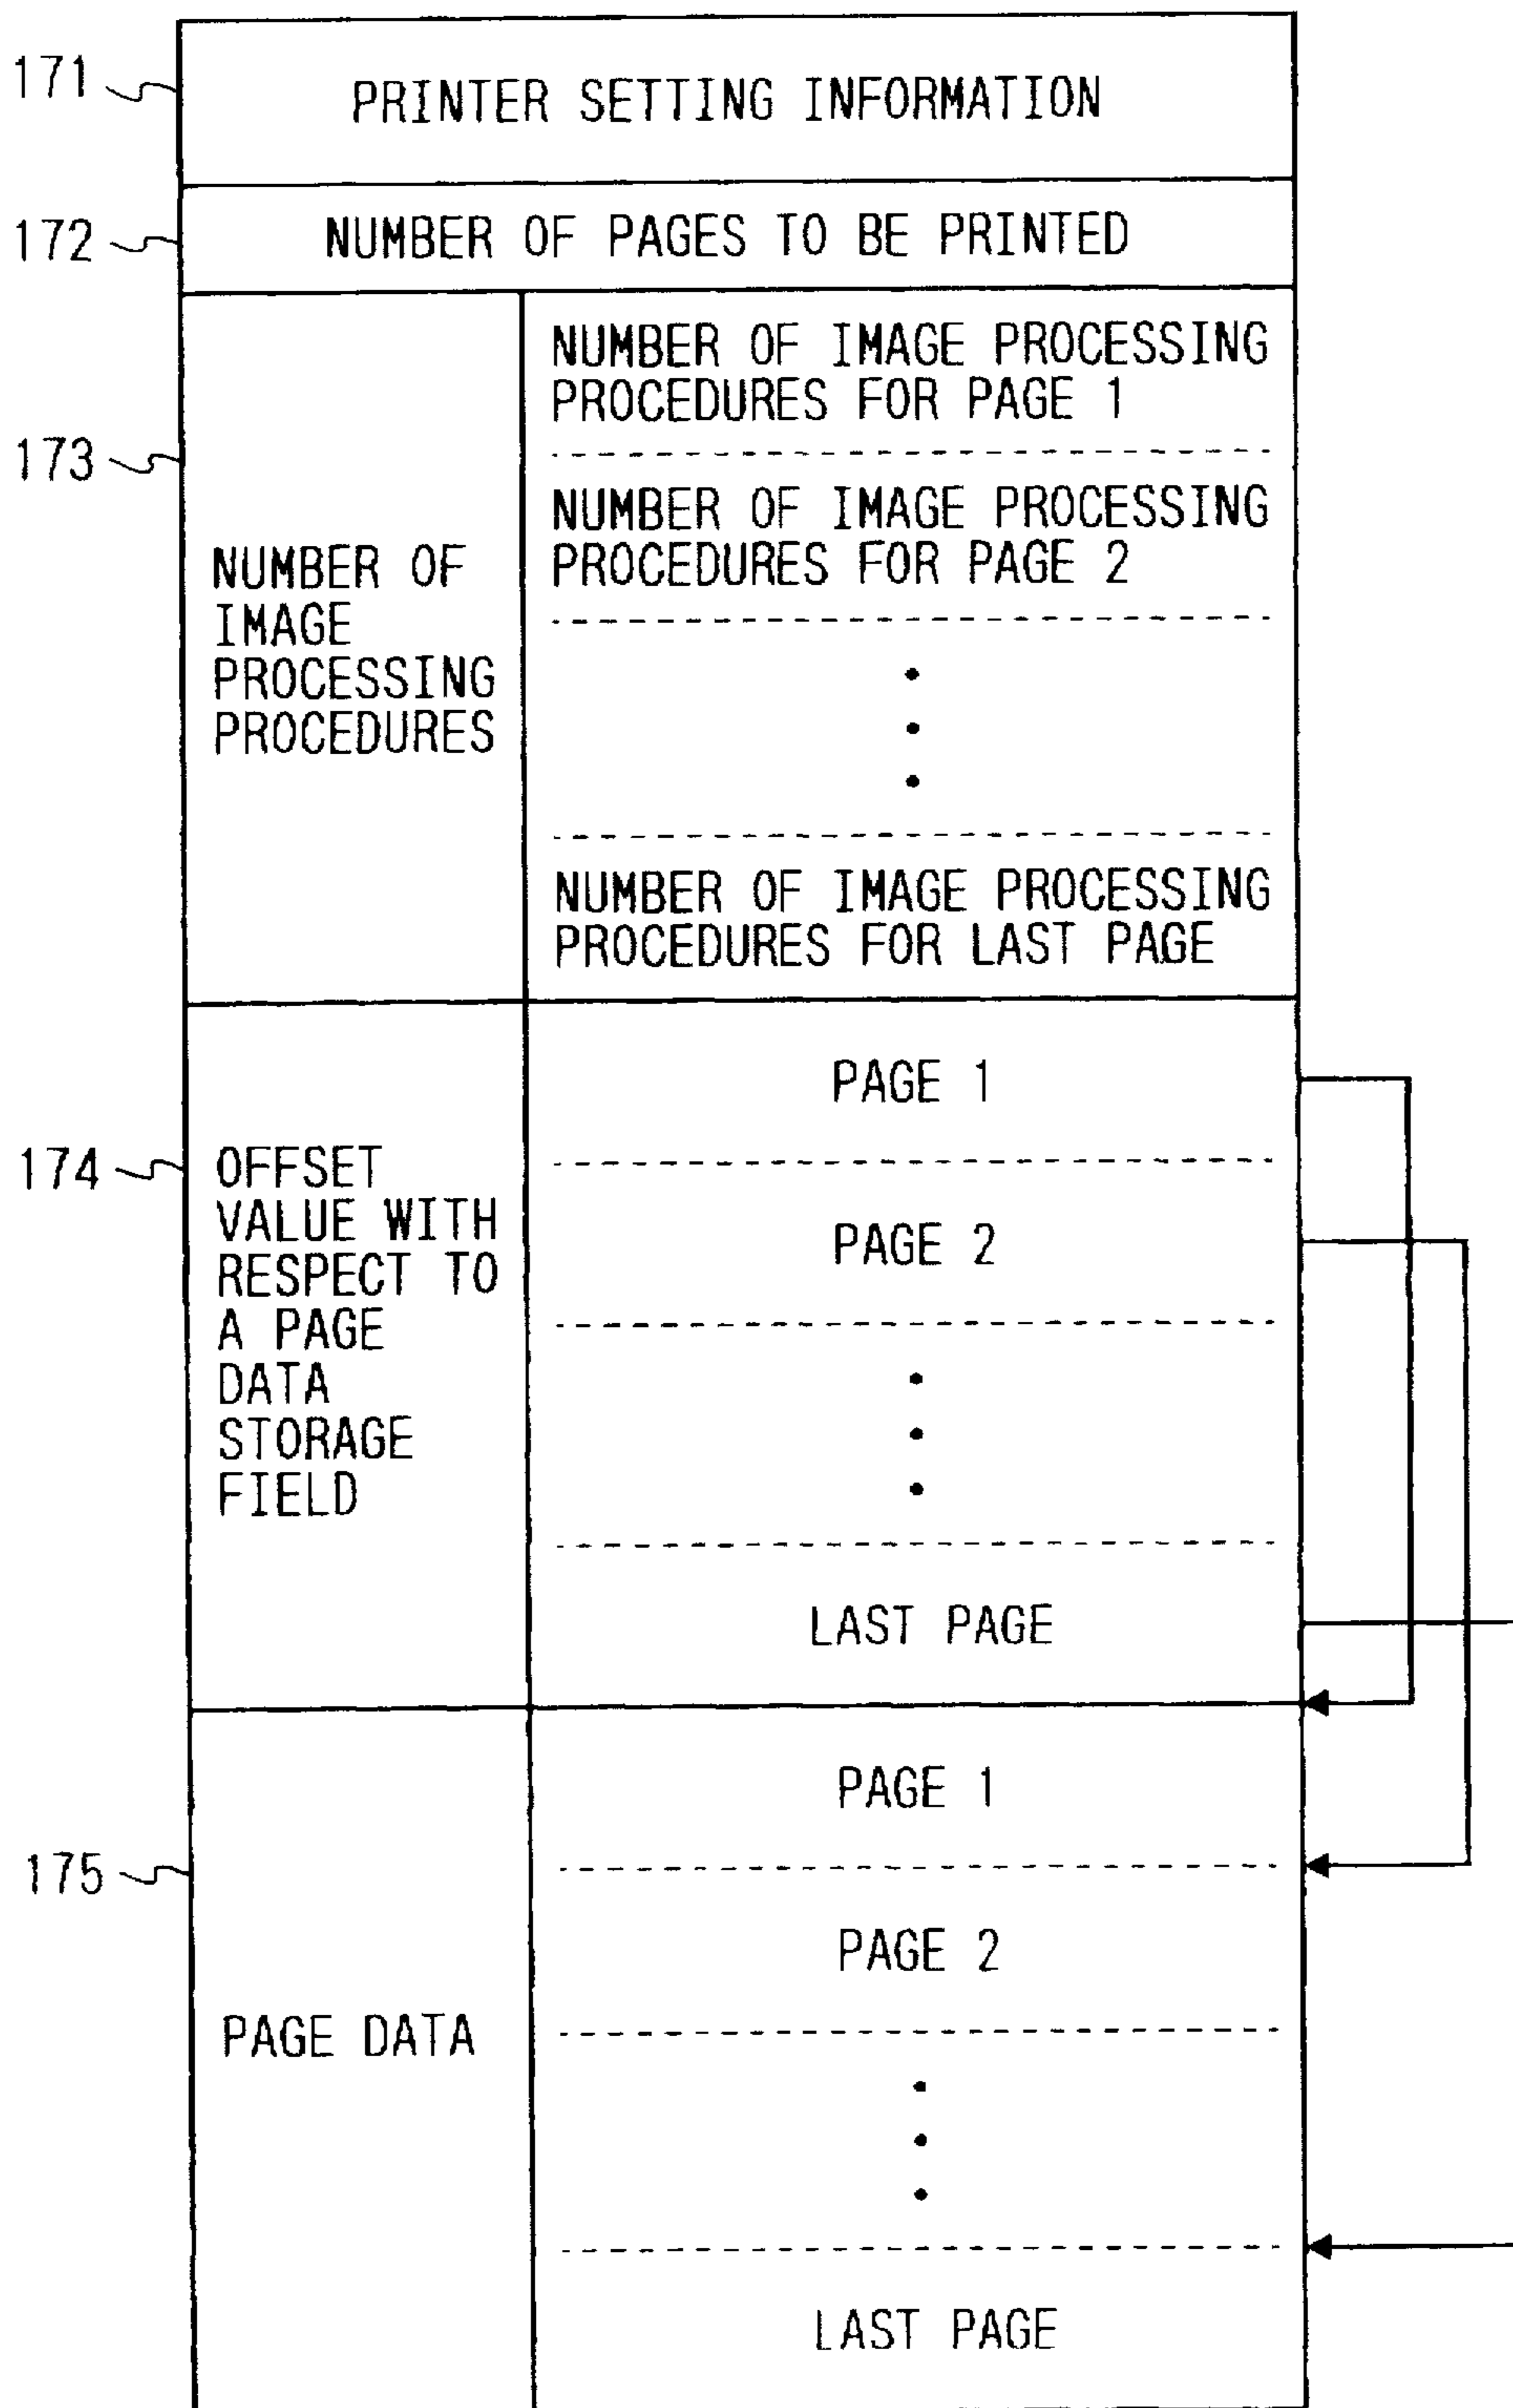 171
PRINTER SETTING INFORMATION
172
NUMBER OF PAGES TO BE PRINTED
173
NUMBER OF
IMAGE
PROCESSING
PROCEDURES
NUMBER OF IMAGE PROCESSING
PROCEDURES FOR PAGE 1
NUMBER OF IMAGE PROCESSING
PROCEDURES FOR PAGE 2
NUMBER OF IMAGE PROCESSING
PROCEDURES FOR LAST PAGE
174
OFFSET
VALUE WITH
RESPECT TO
A PAGE
DATA
STORAGE
FIELD
PAGE 1
PAGE 2
LAST PAGE
175
PAGE DATA
PAGE 1
PAGE 2
LAST PAGE